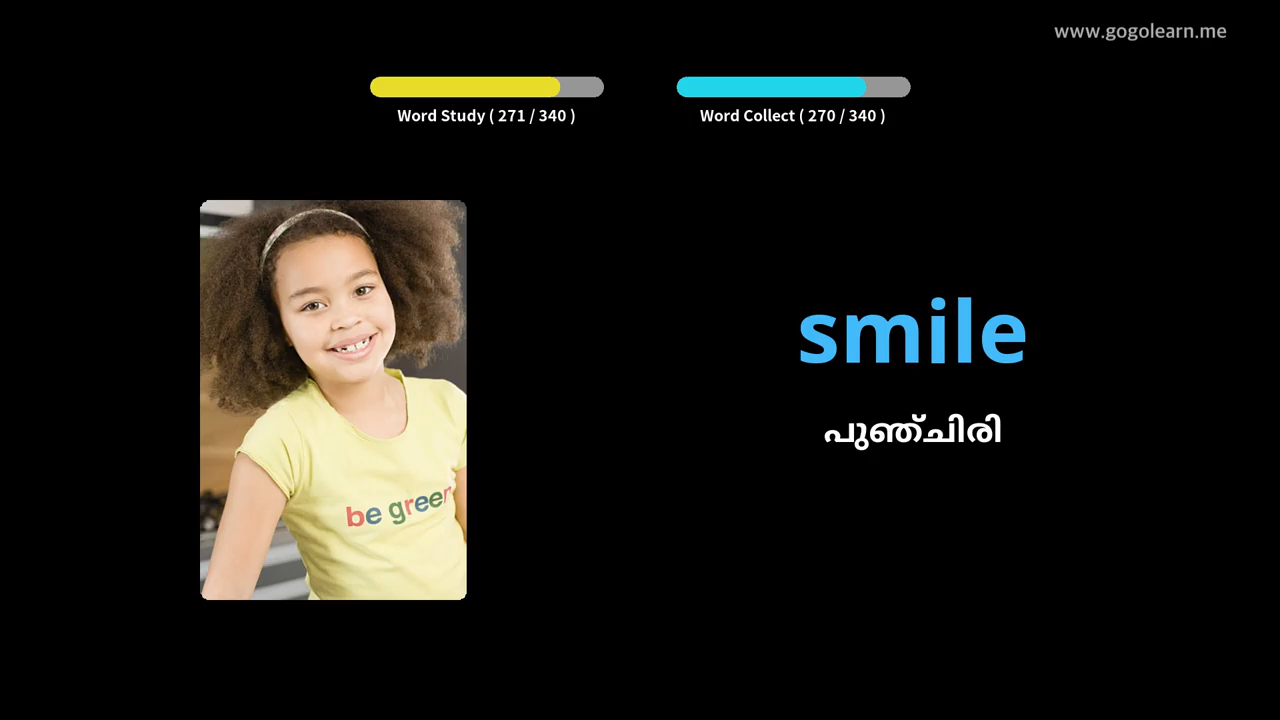 www.gogolearn.me
Word Study ( 271 / 340 )
Word Collect ( 270 / 340 )
smile
പുഞ്ചിരി
be green